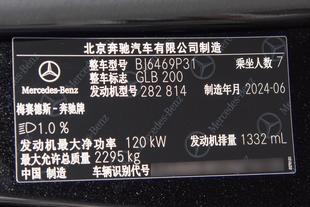 北京奔驰汽车有限公司制造
Mercedes-Benz
整车型号 BJ6469P31 乘坐人数 7
整车标志 GLB 200
发动机型号 282 814 制造年月 2024-06
梅赛德斯-奔驰牌
1.0 %
发动机最大净功率 120 kW 发动机排量 1332 mL
最大允许总质量 2295 kg
中国 制造 车辆识别代号
Mercedes-Benz